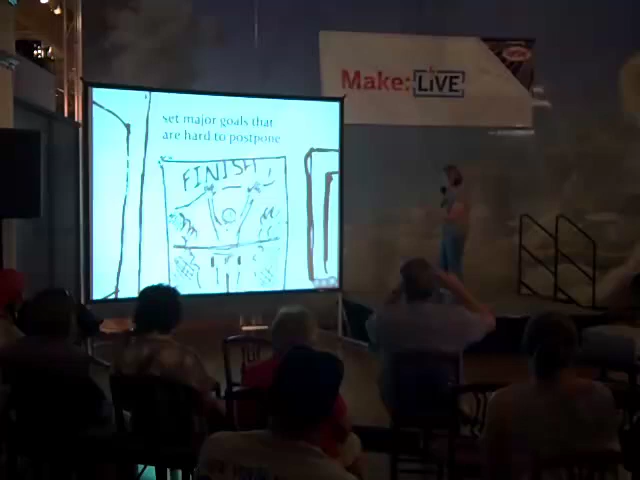 Make: LiVE
set major goals that
are hard to postpone
FINISH